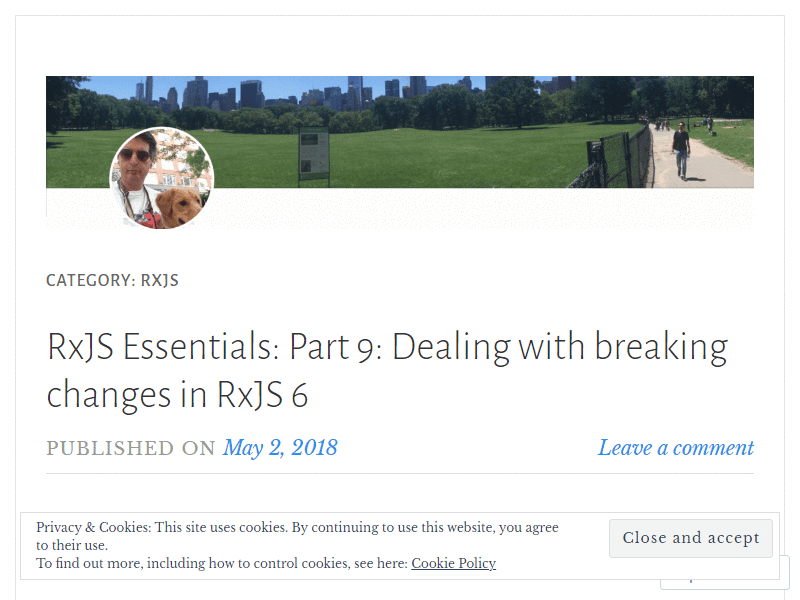 CATEGORY: RXJS
RxJS Essentials: Part 9: Dealing with breaking
changes in RxJS 6
PUBLISHED ON May 2, 2018
Leave a comment
Privacy & Cookies: This site uses cookies. By continuing to use this website, you agree
to their use.
To find out more, including how to control cookies, see here: Cookie Policy
Close and accept